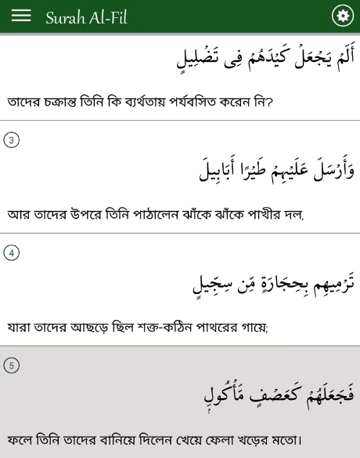 Surah Al-Fil
أَلَمْ يَجْعَلْ كَيْدَهُمْ فِى تَضْلِيلٍ
তাদের চক্রান্ত তিনি কি ব্যর্থতায় পর্যবসিত করেন নি?
3
وَأَرْسَلَ عَلَيْهِمْ طَيْرًا أَبَابِيلَ
আর তাদের উপরে তিনি পাঠালেন ঝাঁকে ঝাঁকে পাখীর দল,
4
تَرْمِيهِم بِحِجَارَةٍ مِّن سِجِّيلٍ
যারা তাদের আছড়ে ছিল শক্ত-কঠিন পাথরের গায়ে;
5
فَجَعَلَهُمْ كَعَصْفٍ مَّأْكُولٍۭ
ফলে তিনি তাদের বানিয়ে দিলেন খেয়ে ফেলা খড়ের মতো।